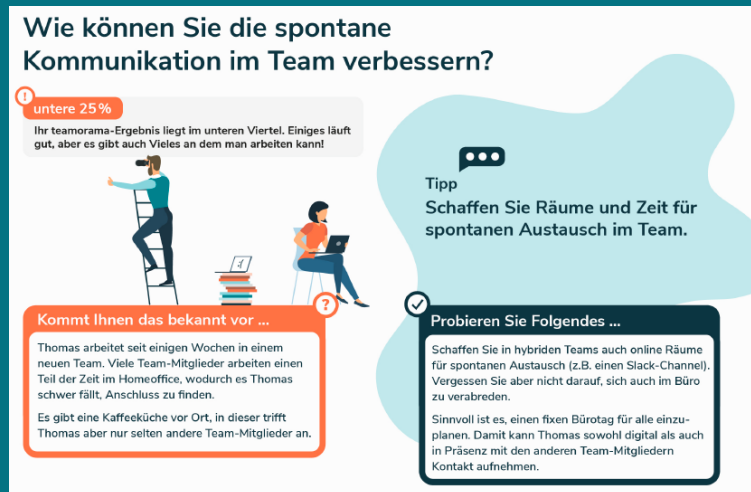 Wie können Sie die spontane
Kommunikation im Team verbessern?
!
untere 25%
Ihr teamorama-Ergebnis liegt im unteren Viertel. Einiges läuft
gut, aber es gibt auch Vieles an dem man arbeiten kann!
Tipp
Schaffen Sie Räume und Zeit für
spontanen Austausch im Team.
?
Kommt Ihnen das bekannt vor ...
Thomas arbeitet seit einigen Wochen in einem
neuen Team. Viele Team-Mitglieder arbeiten einen
Teil der Zeit im Homeoffice, wodurch es Thomas
schwer fällt, Anschluss zu finden.
Es gibt eine Kaffeeküche vor Ort, in dieser trifft
Thomas aber nur selten andere Team-Mitglieder an.
Probieren Sie Folgendes ...
Schaffen Sie in hybriden Teams auch online Räume
für spontanen Austausch (z.B. einen Slack-Channel).
Vergessen Sie aber nicht darauf, sich auch im Büro
zu verabreden.
Sinnvoll ist es, einen fixen Bürotag für alle einzu-
planen. Damit kann Thomas sowohl digital als auch
in Präsenz mit den anderen Team-Mitgliedern
Kontakt aufnehmen.